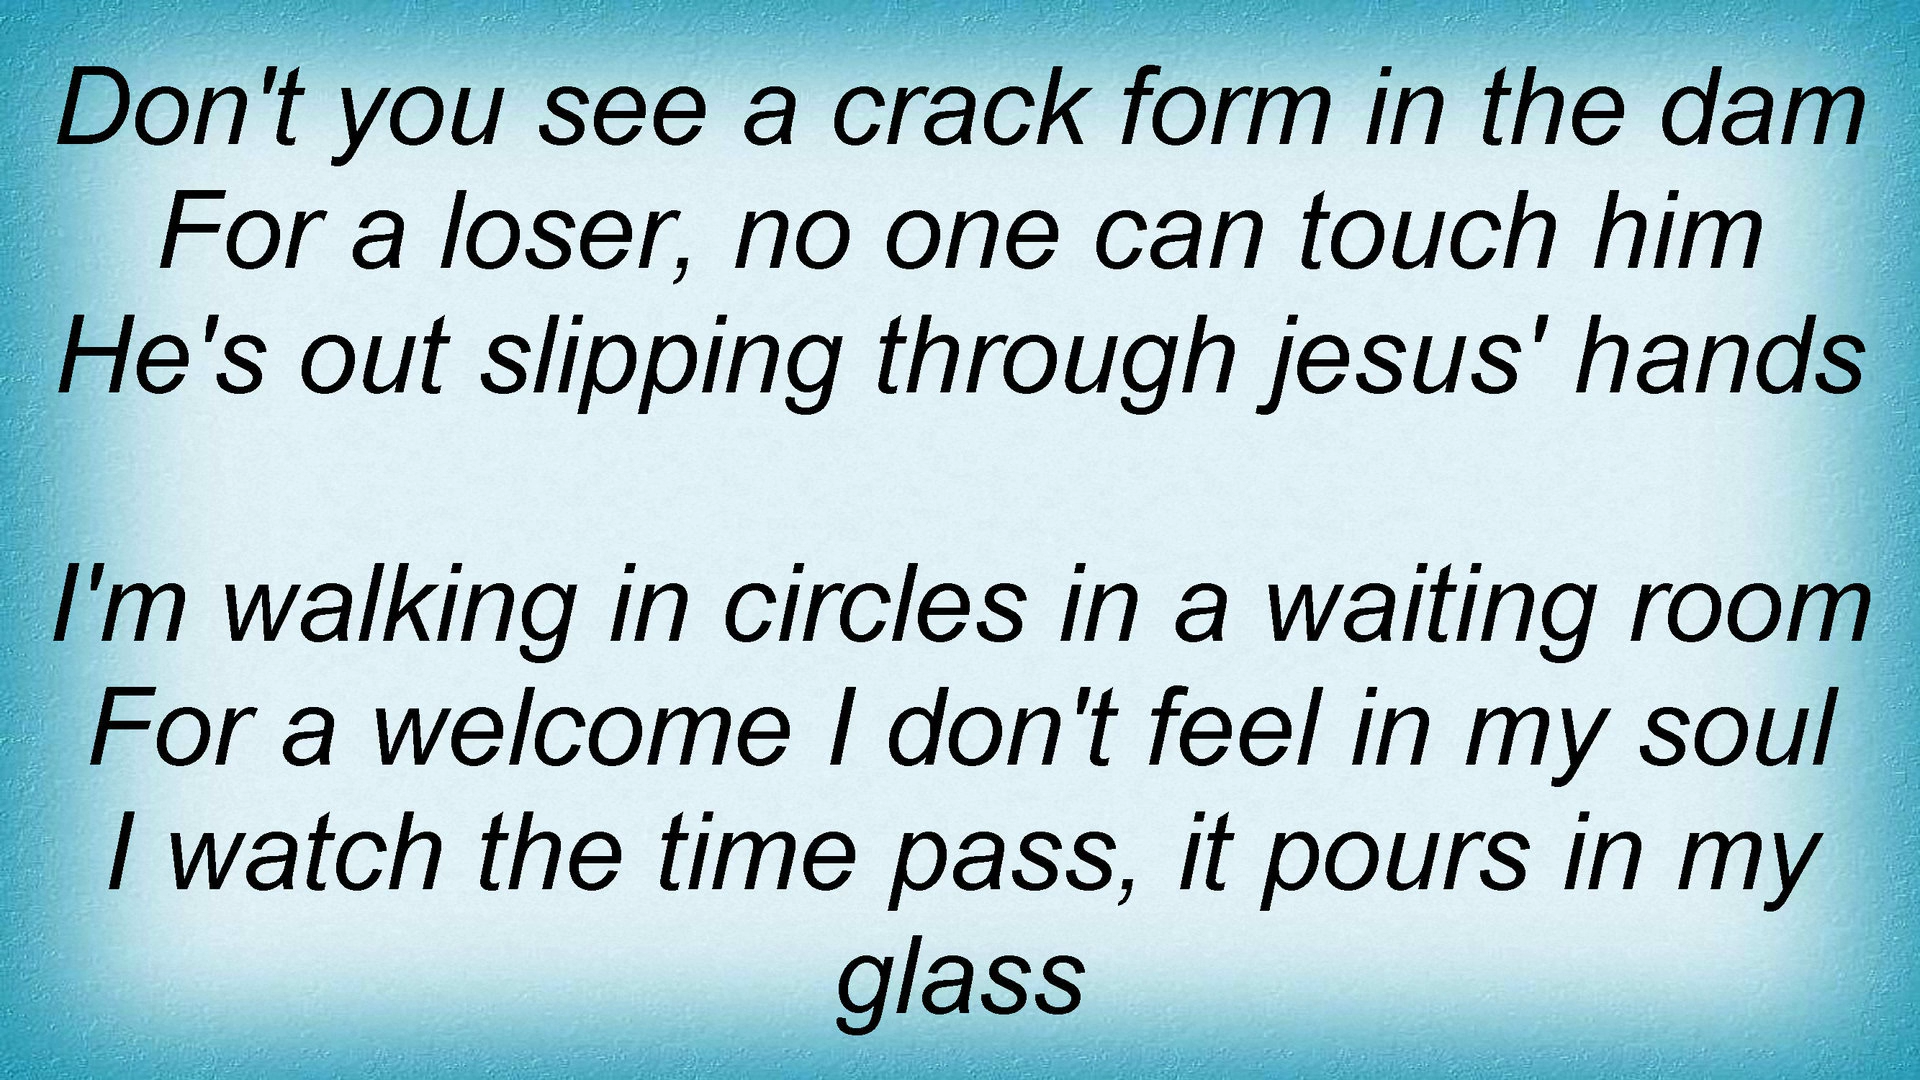 Don't you see a crack form in the dam
For a loser, no one can touch him
He's out slipping through jesus' hands
I'm walking in circles in a waiting room
For a welcome I don't feel in my soul
I watch the time pass, it pours in my
glass